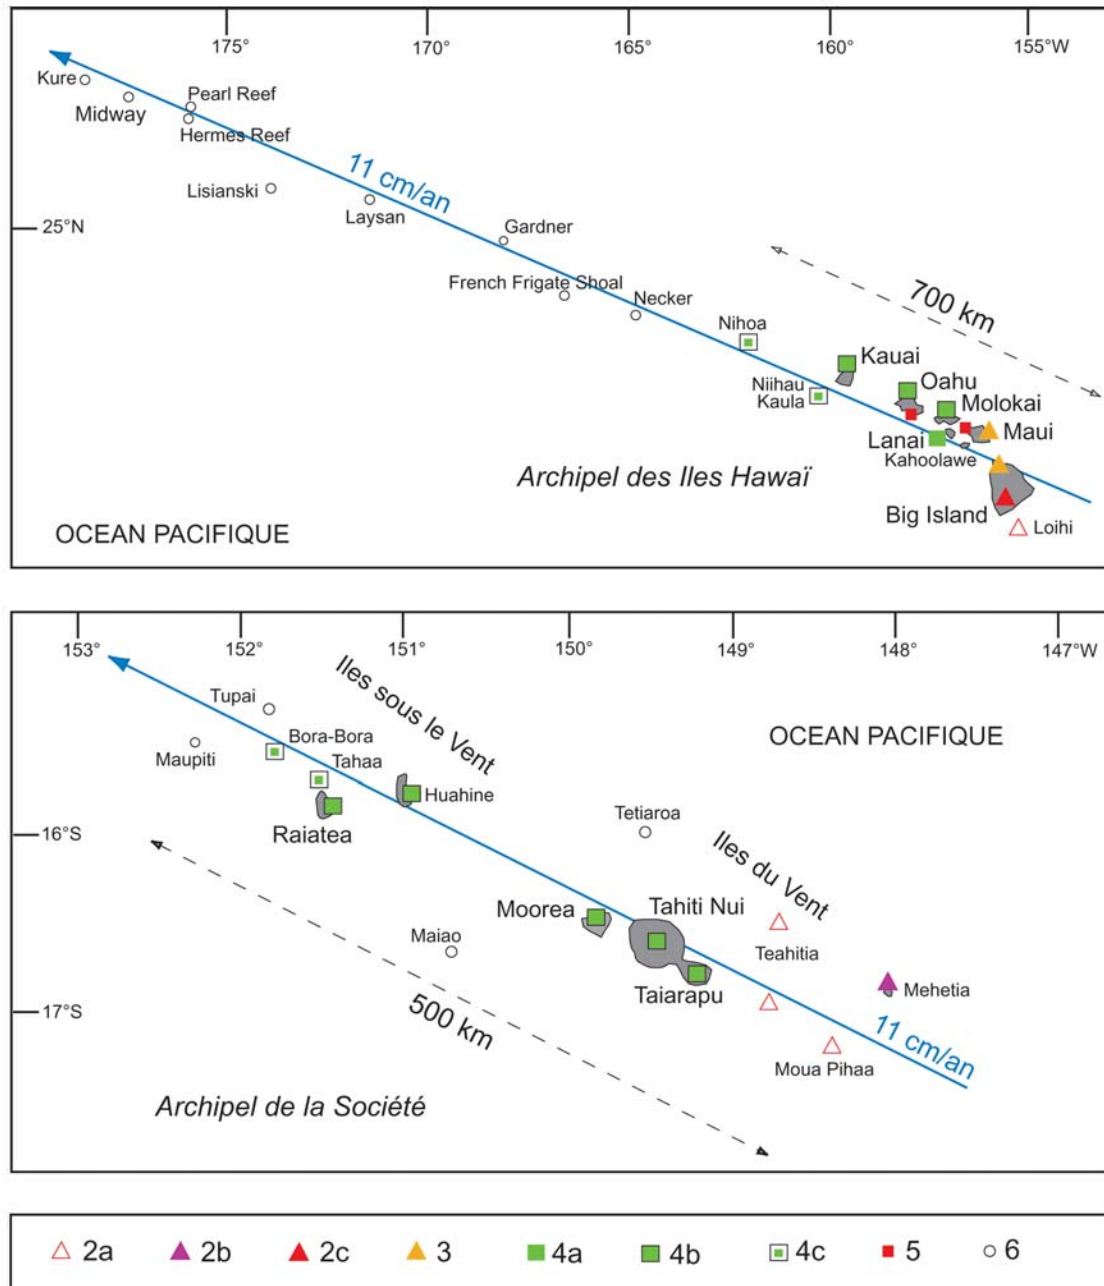 175°
170°
165°
160°
155°W
Kure
Midway
Pearl Reef
Hermes Reef
Lisianski
11 cm/an
Laysan
25°N
Gardner
French Frigate Shoal
Necker
700 km
Nihoa
Kauai
Niihau
Kaula
Oahu
Molokai
Lanai
Maui
Kahoolawe
Archipel des Iles Hawaï
Big Island
Loihi
OCEAN PACIFIQUE
153°
152°
151°
150°
149°
148°
147°W
Iles sous le Vent
Tupai
Bora-Bora
Maupiti
Tahaa
OCEAN PACIFIQUE
Huahine
Tetiaroa
16°S
Raiatea
Iles du Vent
Moorea
Tahiti Nui
Maiao
Teahitia
Taiarapu
Mehetia
17°S
500 km
11 cm/an
Moua Pihaa
Archipel de la Société
2a 2b 2c 3 4a 4b 4c 5 6